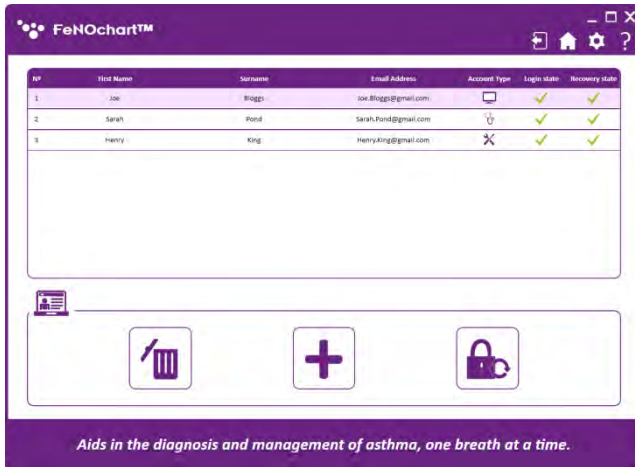 FeNOchart™
Nº First Name Surname Email Address Account Type Login state Recovery state
1 Joe Bloggs Joe.Bloggs@gmail.com
2 Sarah Pond Sarah.Pond@gmail.com
3 Henry King Henry.King@gmail.com
Aids in the diagnosis and management of asthma, one breath at a time.